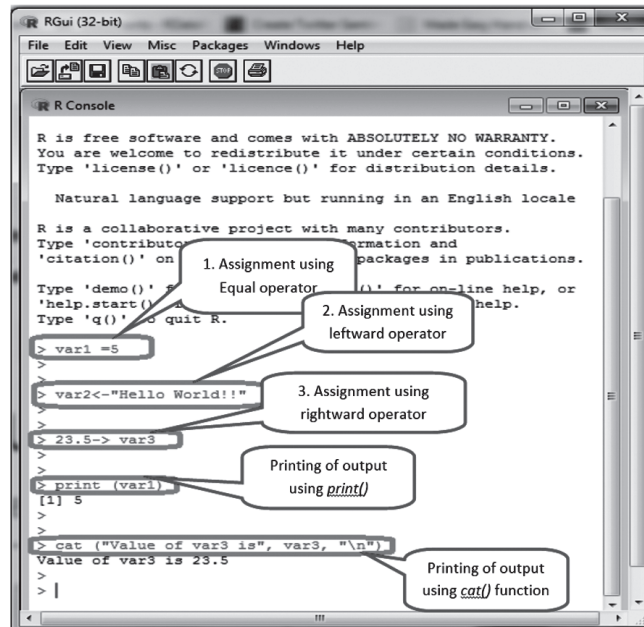 RGui (32-bit)
File Edit View Misc Packages Windows Help
STOP
R Console
R is free software and comes with ABSOLUTELY NO WARRANTY.
You are welcome to redistribute it under certain conditions.
Type 'license()' or 'licence()' for distribution details.
Natural language support but running in an English locale
R is a collaborative project with many contributors.
Type 'contributo formation and
'citation()' on packages in publications.
Type 'demo()' ()' for on-line help, or
'help.start() help.
Type 'q()' to quit R.
1. Assignment using
Equal operator
> var1 =5
>
>
2. Assignment using
leftward operator
> var2<-"Hello World!!"
>
>
3. Assignment using
rightward operator
> 23.5-> var3
>
>
Printing of output
using print()
> print (var1)
[1] 5
>
>
> cat ("Value of var3 is", var3, "\n")
Value of var3 is 23.5
>
> |
Printing of output
using cat() function